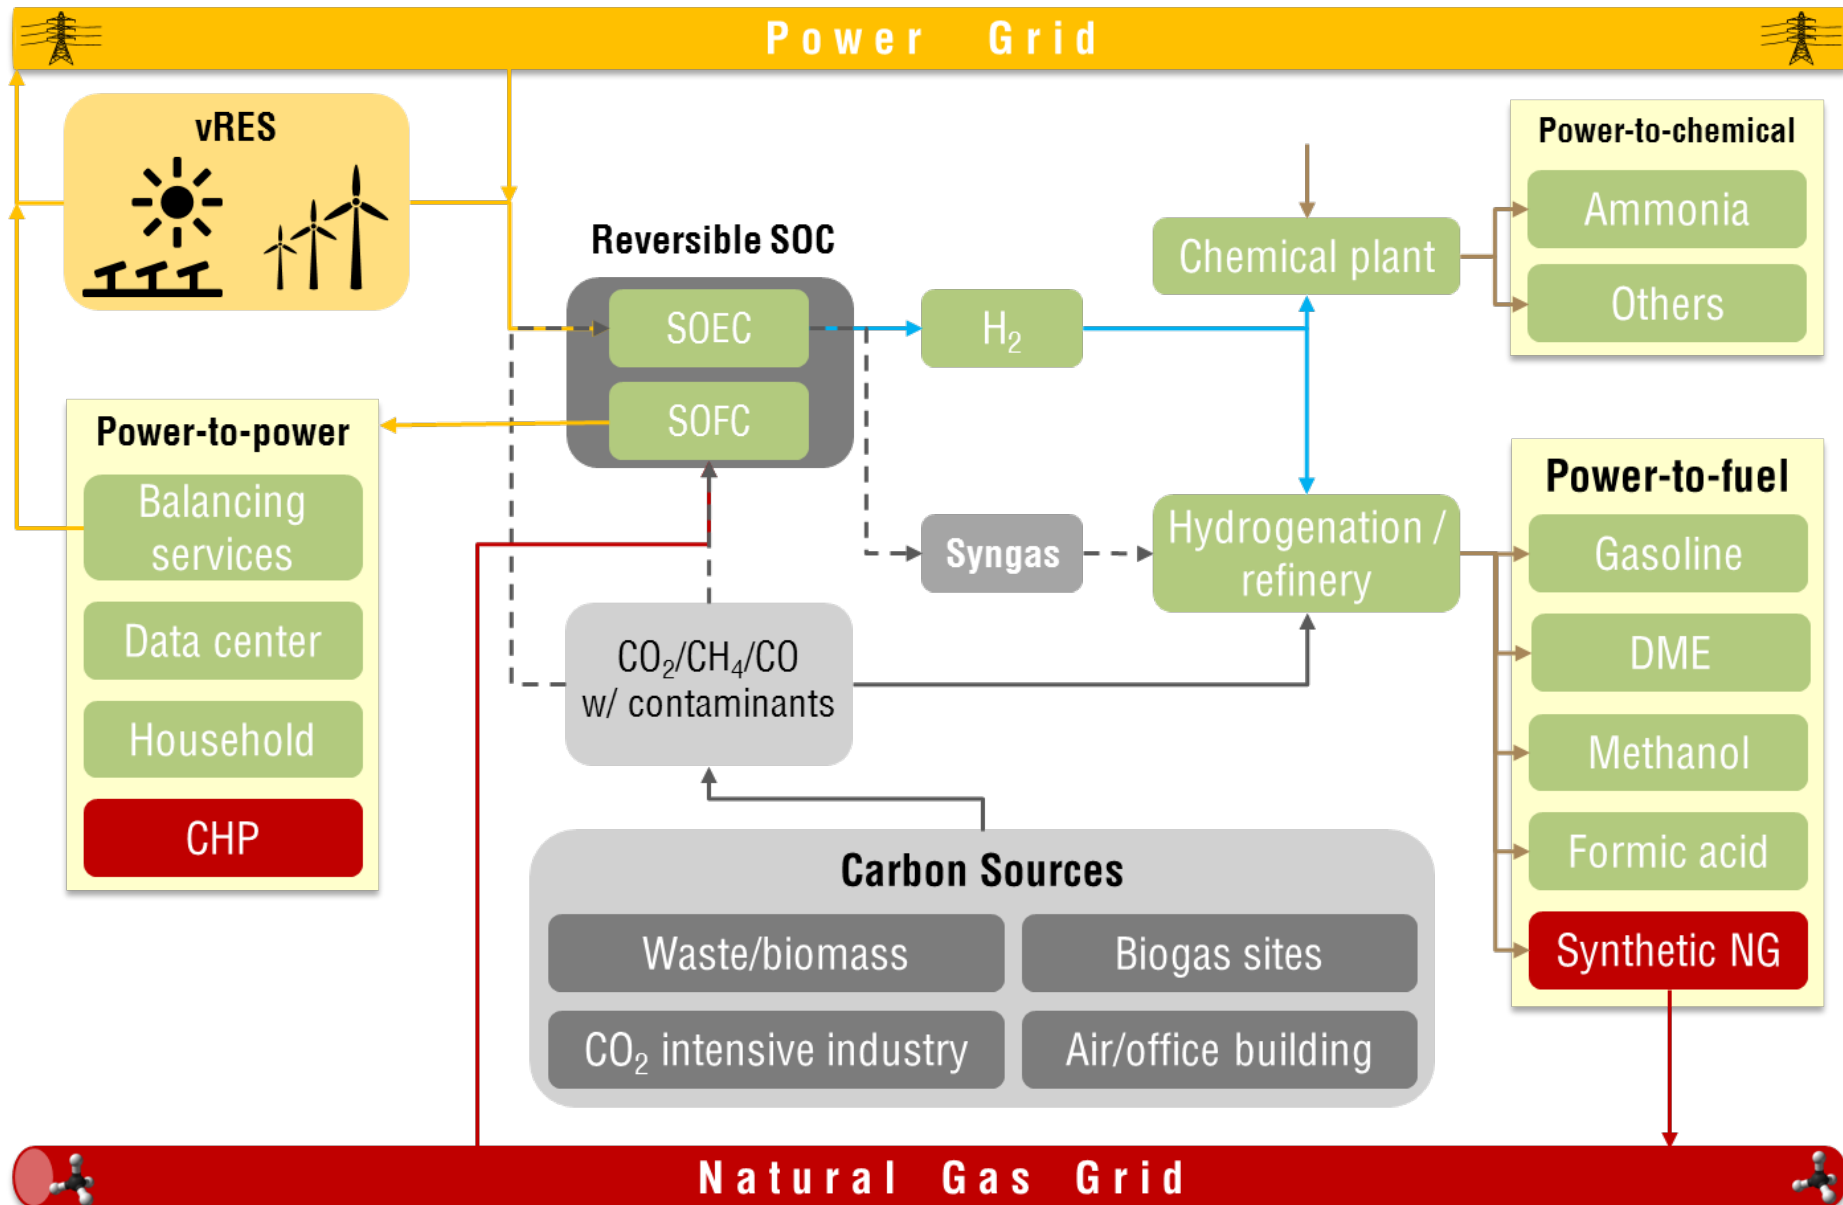 Power Grid
vRES
Power-to-chemical
Ammonia
Others
Chemical plant
Reversible SOC
SOEC
SOFC
H₂
Power-to-power
Balancing
services
Data center
Household
CHP
Syngas
Hydrogenation /
refinery
CO₂/CH₄/CO
w/ contaminants
Power-to-fuel
Gasoline
DME
Methanol
Formic acid
Synthetic NG
Carbon Sources
Waste/biomass
Biogas sites
CO₂ intensive industry
Air/office building
Natural Gas Grid